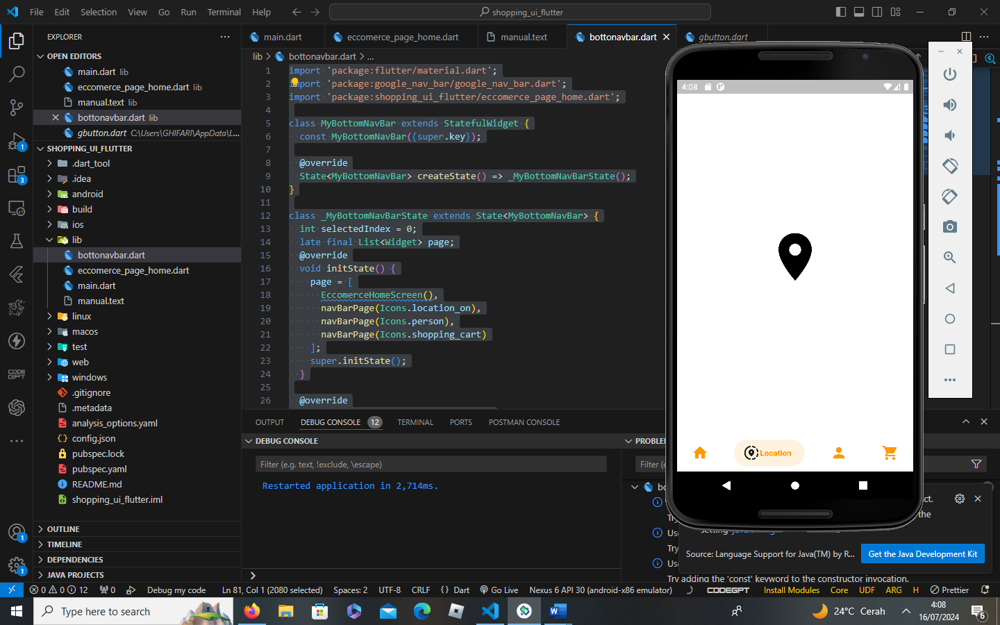 File Edit Selection View Go Run Terminal Help
shopping_ui_flutter
EXPLORER
OPEN EDITORS
main.dart lib
eccomerce_page_home.dart lib
manual.text lib
bottonavbar.dart lib
gbutton.dart C:\Users\GHIFARI\AppData\L...
SHOPPING_UI_FLUTTER
.dart_tool
.idea
android
build
ios
lib
bottonavbar.dart
eccomerce_page_home.dart
main.dart
manual.text
linux
macos
test
web
windows
.gitignore
.metadata
analysis_options.yaml
config.json
pubspec.lock
pubspec.yaml
README.md
shopping_ui_flutter.iml
OUTLINE
TIMELINE
DEPENDENCIES
JAVA PROJECTS
1
3
CODE
GPT
1
1
main.dart eccomerce_page_home.dart manual.text bottonavbar.dart gbutton.dart
lib > bottonavbar.dart > ...
1 import 'package:flutter/material.dart';
2 import 'package:google_nav_bar/google_nav_bar.dart';
3 import 'package:shopping_ui_flutter/eccomerce_page_home.dart';
4
5 class MyBottomNavBar extends StatefulWidget {
6 const MyBottomNavBar({super.key});
7
8 @override
9 State<MyBottomNavBar> createState() => _MyBottomNavBarState();
10 }
11
12 class _MyBottomNavBarState extends State<MyBottomNavBar> {
13 int selectedIndex = 0;
14 late final List<Widget> page;
15 @override
16 void initState() {
17 page = [
18 EccomerceHomeScreen(),
19 navBarPage(Icons.location_on),
20 navBarPage(Icons.person),
21 navBarPage(Icons.shopping_cart)
22 ];
23 super.initState();
24 }
25
26 @override
OUTPUT DEBUG CONSOLE 12 TERMINAL PORTS POSTMAN CONSOLE
DEBUG CONSOLE
Filter (e.g. text, !exclude, \escape)
Restarted application in 2,714ms.
PROBLE
Filter (e
bo
Try
Use
Try
Use
Try adding the 'const' keyword to the constructor invocation.
4:08
Location
ct.
the
setting
Source: Language Support for Java(TM) by R...
Get the Java Development Kit
0 0 12 0 Debug my code Ln 81, Col 1 (2080 selected) Spaces: 2 UTF-8 CRLF {} Dart Go Live Nexus 6 API 30 (android-x86 emulator) CODEGPT Install Modules Core UDF ARG H Prettier
Type here to search
24°C Cerah
4:08
16/07/2024
6